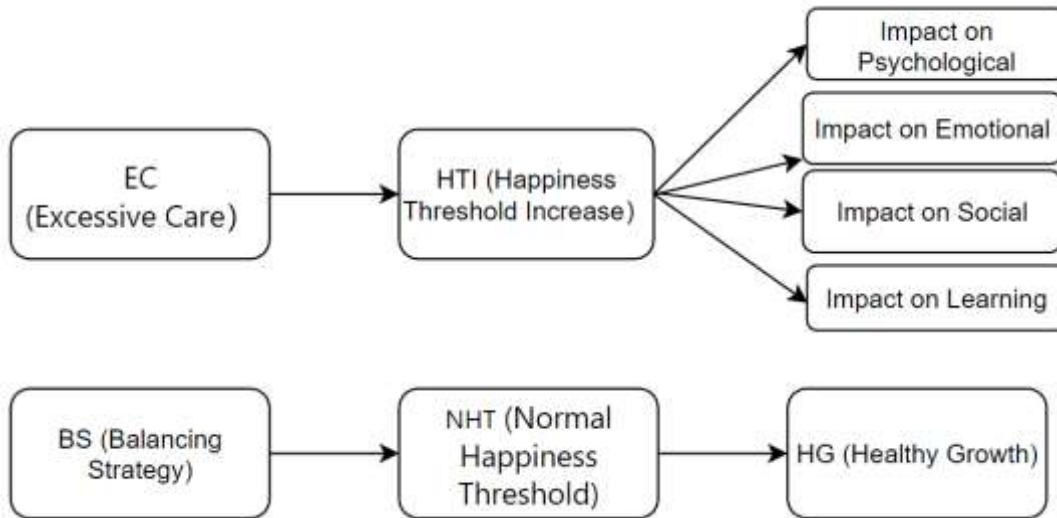 Impact on
Psychological
Impact on Emotional
EC
(Excessive Care)
HTI (Happiness
Threshold Increase)
Impact on Social
Impact on Learning
BS (Balancing
Strategy)
NHT (Normal
Happiness
Threshold)
HG (Healthy Growth)